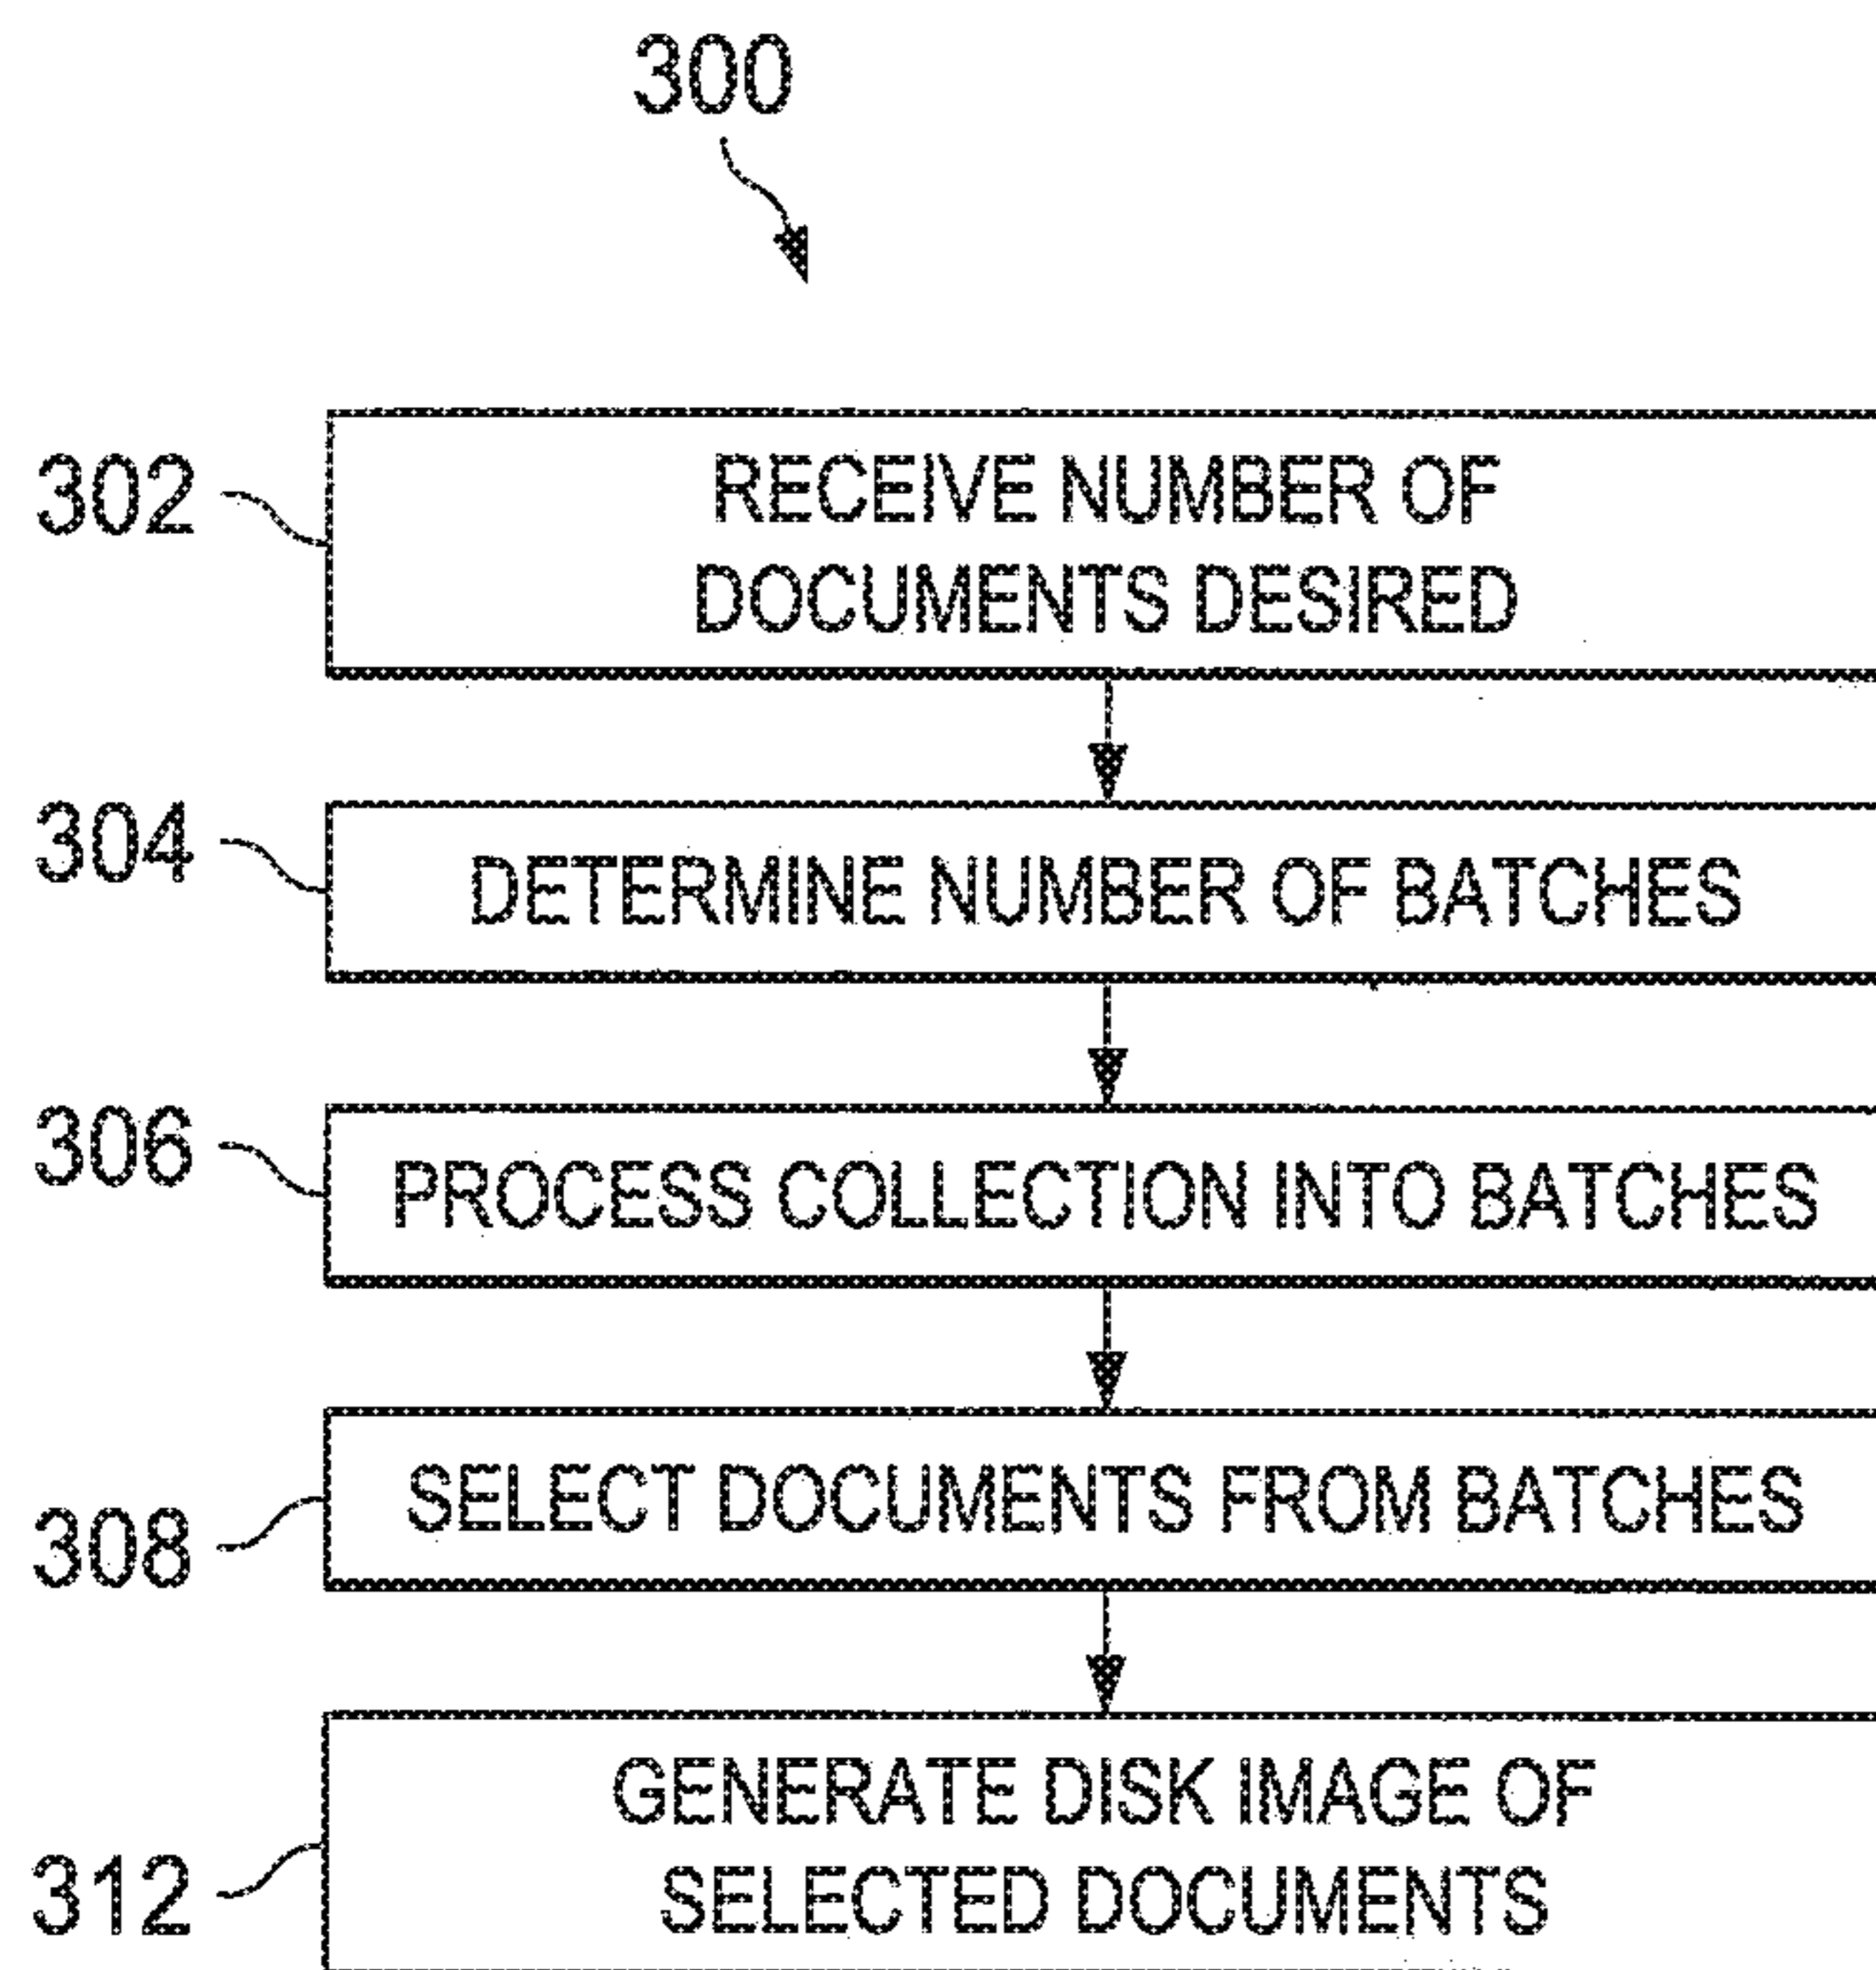 300
302
RECEIVE NUMBER OF
DOCUMENTS DESIRED
304
DETERMINE NUMBER OF BATCHES
306
PROCESS COLLECTION INTO BATCHES
308
SELECT DOCUMENTS FROM BATCHES
312
GENERATE DISK IMAGE OF
SELECTED DOCUMENTS